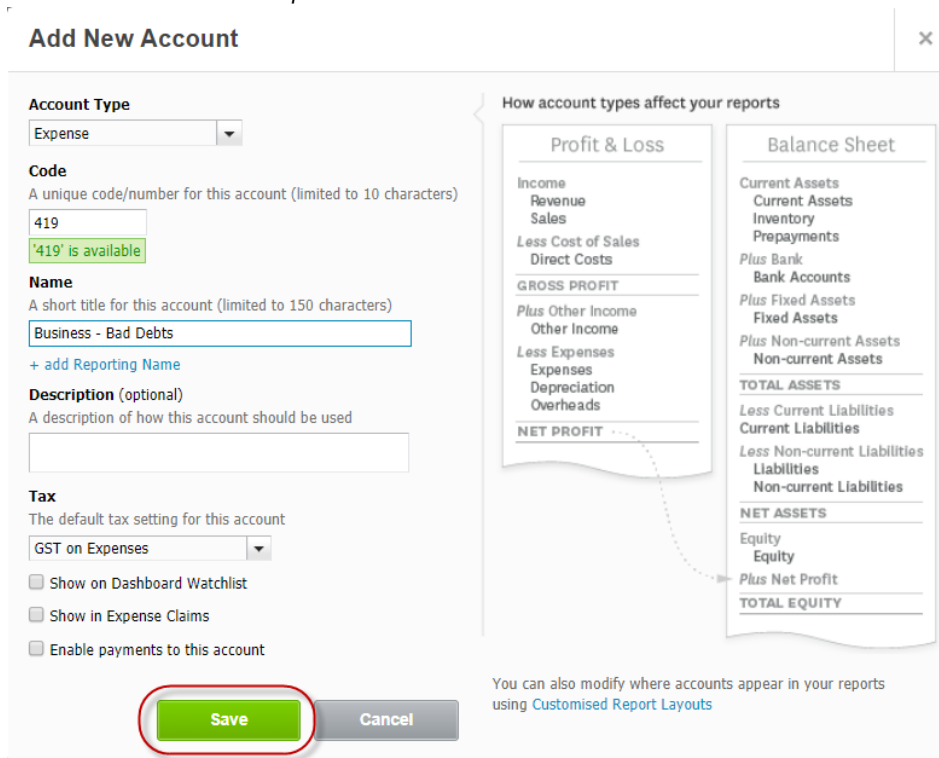 Add New Account
×
Account Type
Expense
Code
A unique code/number for this account (limited to 10 characters)
419
'419' is available
Name
A short title for this account (limited to 150 characters)
Business - Bad Debts
+ add Reporting Name
Description (optional)
A description of how this account should be used
Tax
The default tax setting for this account
GST on Expenses
Show on Dashboard Watchlist
Show in Expense Claims
Enable payments to this account
Save
Cancel
How account types affect your reports
Profit & Loss
Income
Revenue
Sales
Less Cost of Sales
Direct Costs
GROSS PROFIT
Plus Other Income
Other Income
Less Expenses
Expenses
Depreciation
Overheads
NET PROFIT
Balance Sheet
Current Assets
Current Assets
Inventory
Prepayments
Plus Bank
Bank Accounts
Plus Fixed Assets
Fixed Assets
Plus Non-current Assets
Non-current Assets
TOTAL ASSETS
Less Current Liabilities
Current Liabilities
Less Non-current Liabilities
Liabilities
Non-current Liabilities
NET ASSETS
Equity
Equity
Plus Net Profit
TOTAL EQUITY
You can also modify where accounts appear in your reports
using Customised Report Layouts